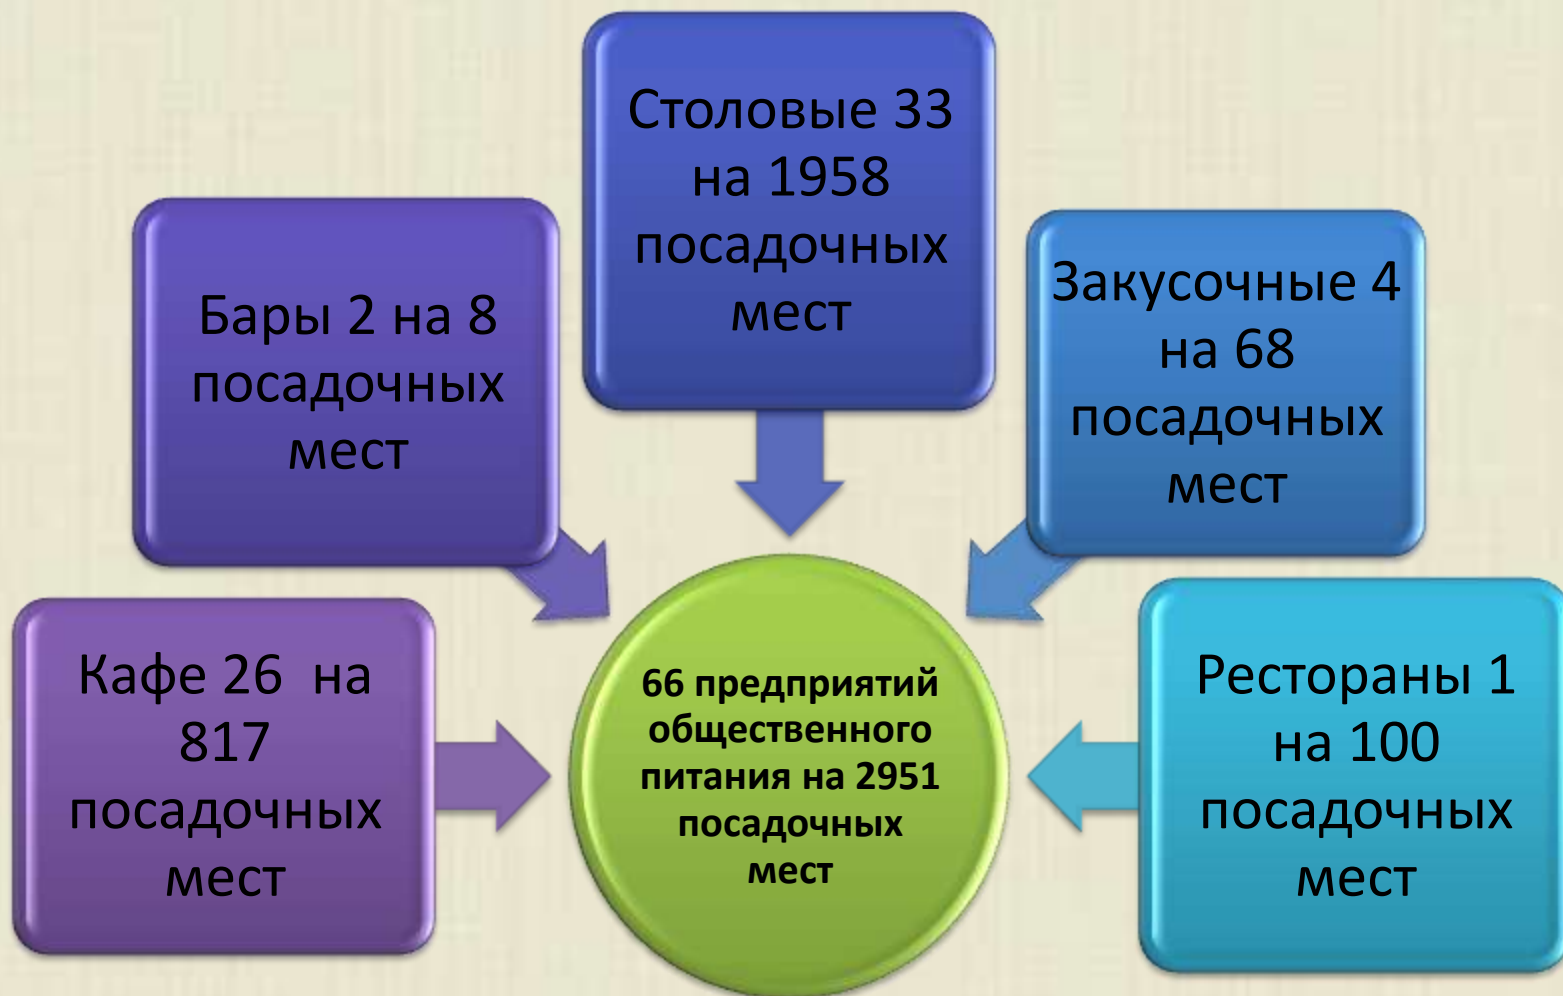 Столовые 33
на 1958
посадочных
мест
Бары 2 на 8
посадочных
мест
Закусочные 4
на 68
посадочных
мест
Кафе 26  на
817
посадочных
мест
66 предприятий
общественного
питания на 2951
посадочных
мест
Рестораны 1
на 100
посадочных
мест